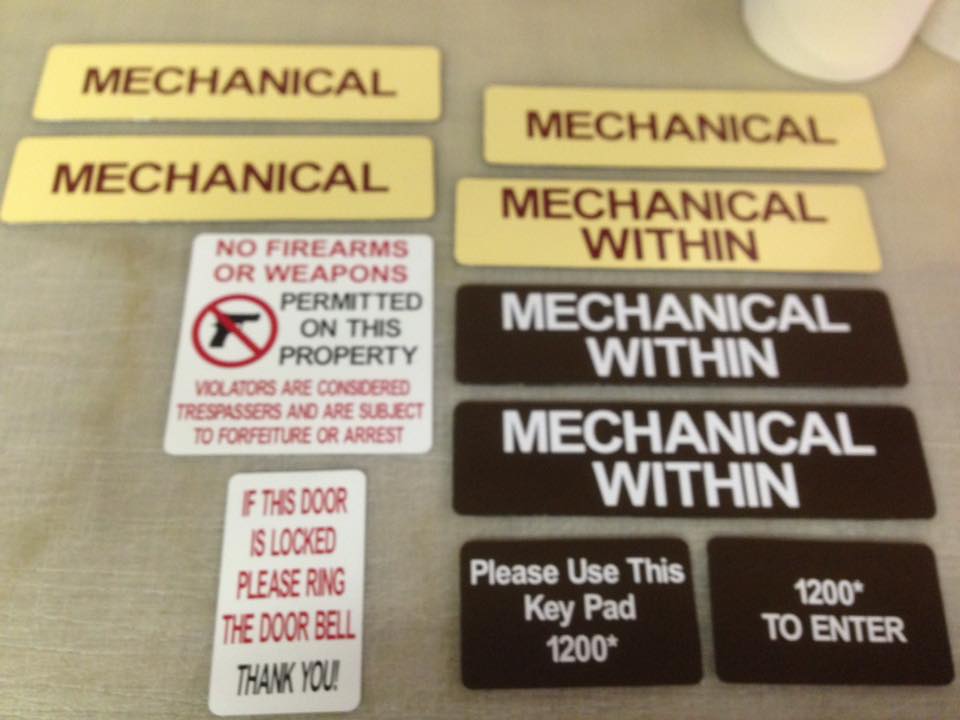 MECHANICAL
MECHANICAL
NO FIREARMS
OR WEAPONS
PERMITTED
ON THIS
PROPERTY
VIOLATORS ARE CONSIDERED
TRESPASSERS AND ARE SUBJECT
TO FORFEITURE OR ARREST
IF THIS DOOR
IS LOCKED
PLEASE RING
THE DOOR BELL
THANK YOU!
MECHANICAL
MECHANICAL
WITHIN
MECHANICAL
WITHIN
MECHANICAL
WITHIN
Please Use This
Key Pad
1200*
1200*
TO ENTER